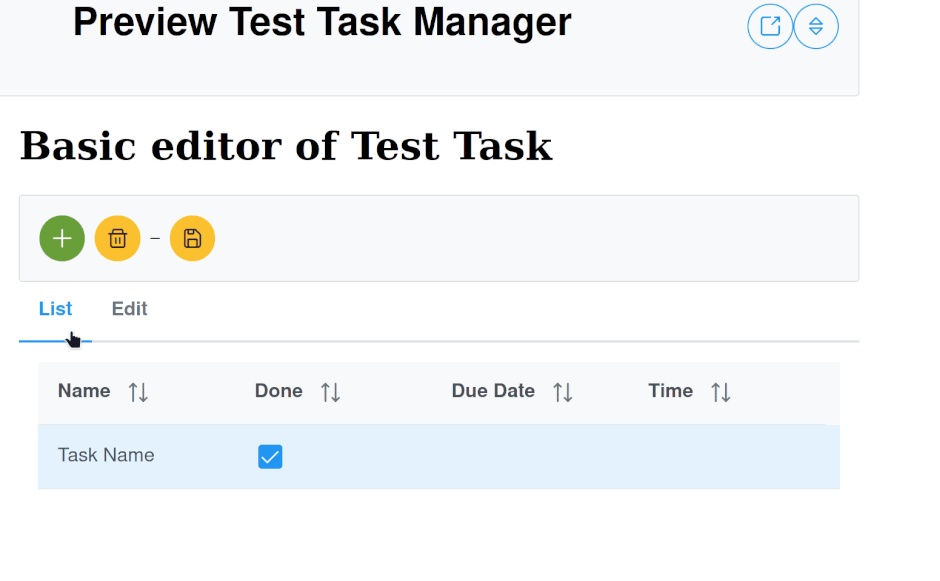 Preview Test Task Manager
Basic editor of Test Task
–
List Edit
Name Done Due Date Time
Task Name